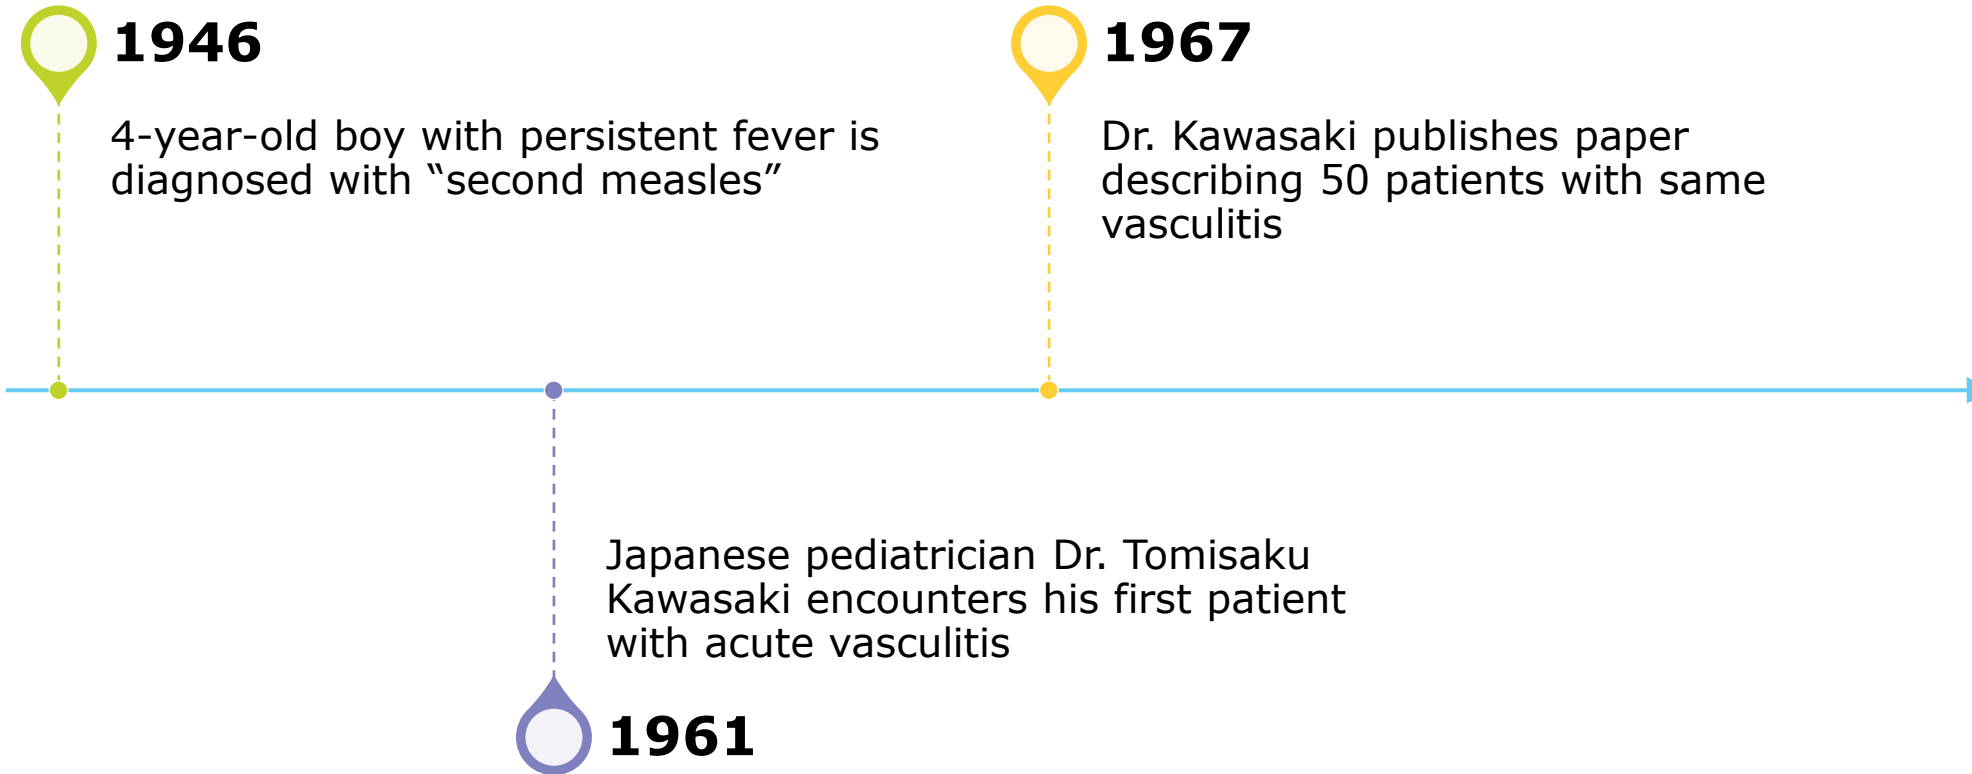 1946
4-year-old boy with persistent fever is
diagnosed with “second measles”
1961
Japanese pediatrician Dr. Tomisaku
Kawasaki encounters his first patient
with acute vasculitis
1967
Dr. Kawasaki publishes paper
describing 50 patients with same
vasculitis